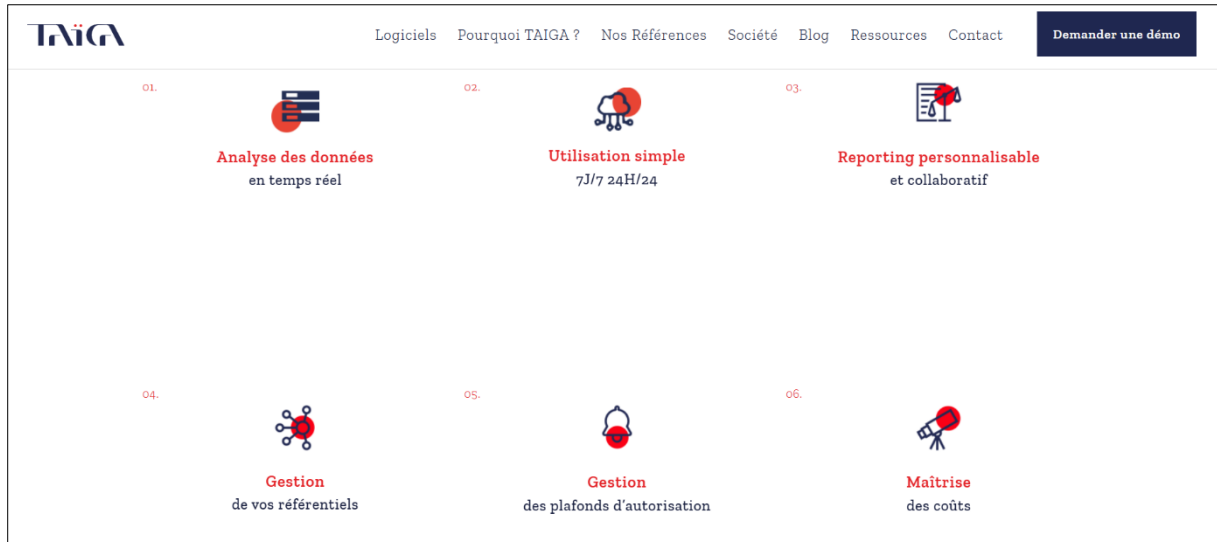 TAÏGA
Logiciels Pourquoi TAIGA ? Nos Références Société Blog Ressources Contact Demander une démo
01.
Analyse des données
en temps réel
02.
Utilisation simple
7J/7 24H/24
03.
Reporting personnalisable
et collaboratif
04.
Gestion
de vos référentiels
05.
Gestion
des plafonds d’autorisation
06.
Maîtrise
des coûts